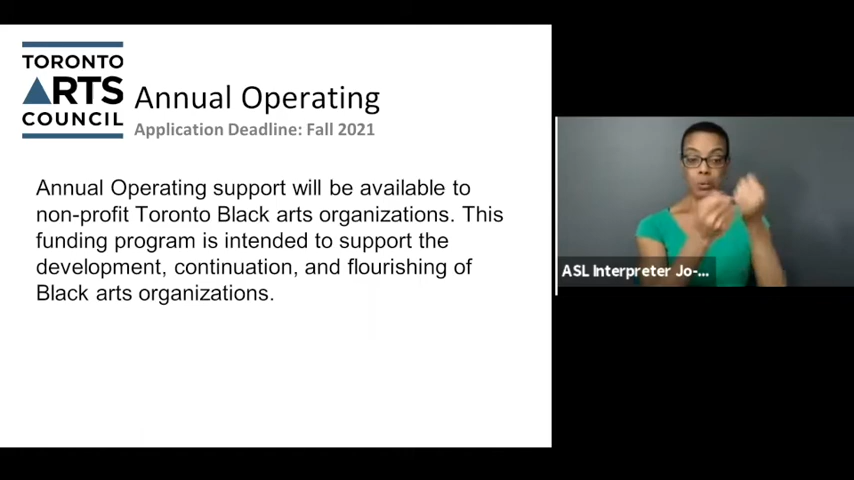 TORONTO
ARTS
COUNCIL
Annual Operating
Application Deadline: Fall 2021
Annual Operating support will be available to
non-profit Toronto Black arts organizations. This
funding program is intended to support the
development, continuation, and flourishing of
Black arts organizations.
ASL Interpreter Jo-...